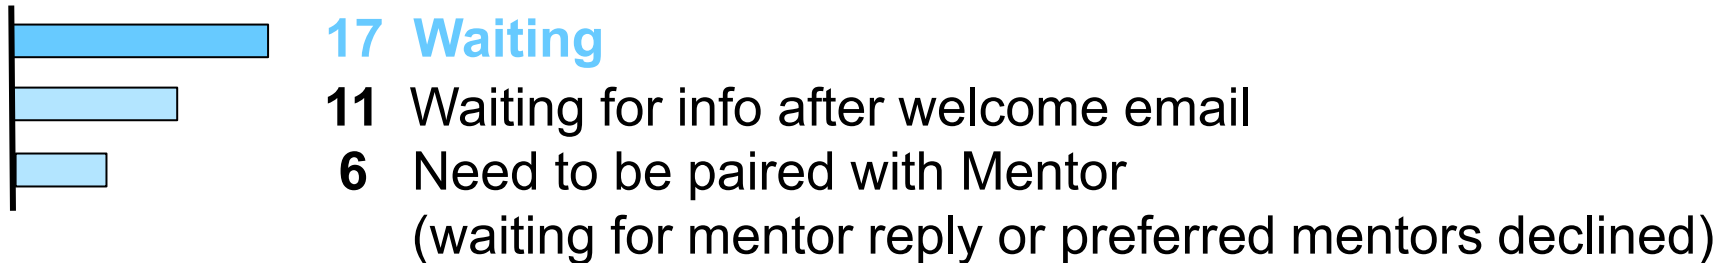 17 Waiting
11 Waiting for info after welcome email
6 Need to be paired with Mentor
(waiting for mentor reply or preferred mentors declined)